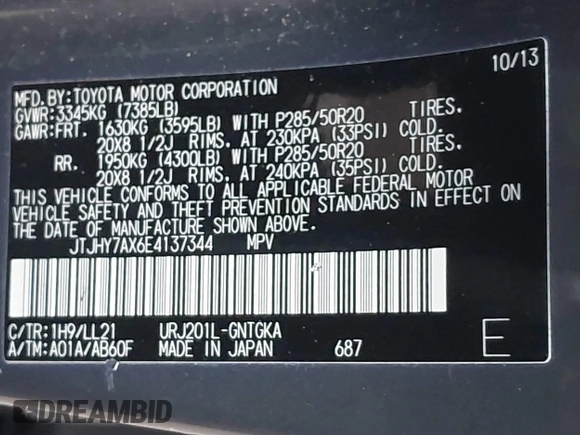 10/13
MFD.BY:TOYOTA MOTOR CORPORATION
GVWR:3345KG (7385LB)
GAWR:FRT. 1630KG (3595LB) WITH P285/50R20 TIRES.
20X8 1/2J RIMS. AT 230KPA (33PSI) COLD.
RR. 1950KG (4300LB) WITH P285/50R20 TIRES.
20X8 1/2J RIMS. AT 240KPA (35PSI) COLD.
THIS VEHICLE CONFORMS TO ALL APPLICABLE FEDERAL MOTOR
VEHICLE SAFETY AND THEFT PREVENTION STANDARDS IN EFFECT ON
THE DATE OF MANUFACTURE SHOWN ABOVE.
JTJHY7AX6E4137344 MPV
C/TR:1H9/LL21 URJ201L-GNTGKA
A/TM:A01A/AB60F MADE IN JAPAN 687 E
DREAMBID